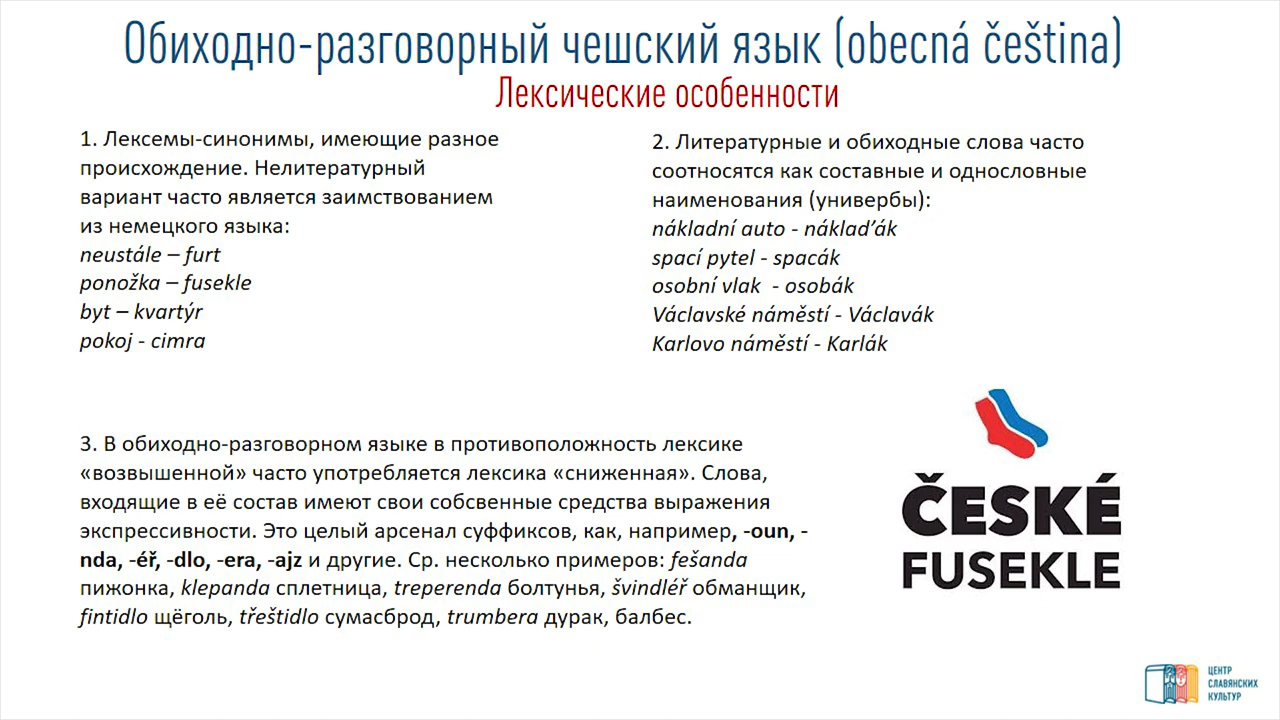 Обиходно-разговорный чешский язык (obecná čeština)
Лексические особенности
1. Лексемы-синонимы, имеющие разное
происхождение. Нелитературный
вариант часто является заимствованием
из немецкого языка:
neustále – furt
ponožka – fusekle
byt – kvartýr
pokoj - cimra
2. Литературные и обиходные слова часто
соотносятся как составные и однословные
наименования (универбы):
nákladní auto - náklaďák
spací pytel - spacák
osobní vlak - osobák
Václavské náměstí - Václavák
Karlovo náměstí - Karlák
3. В обиходно-разговорном языке в противоположность лексике
«возвышенной» часто употребляется лексика «сниженная». Слова,
входящие в её состав имеют свои собсвенные средства выражения
экспрессивности. Это целый арсенал суффиксов, как, например, -oun, -
nda, -éř, -dlo, -era, -ajz и другие. Ср. несколько примеров: fešanda
пижонка, klepanda сплетница, treperenda болтунья, švindléř обманщик,
fintidlo щёголь, třeštidlo сумасброд, trumbera дурак, балбес.
ČESKÉ
FUSEKLE
ЦЕНТР
СЛАВЯНСКИХ
КУЛЬТУР